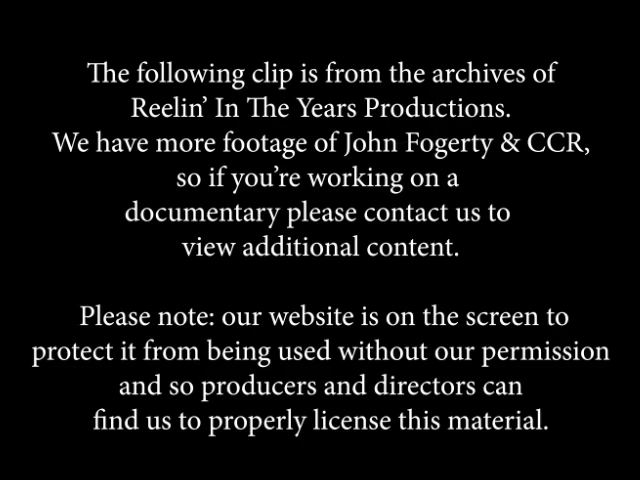 The following clip is from the archives of
Reelin’ In The Years Productions.
We have more footage of John Fogerty & CCR,
so if you’re working on a
documentary please contact us to
view additional content.
Please note: our website is on the screen to
protect it from being used without our permission
and so producers and directors can
find us to properly license this material.